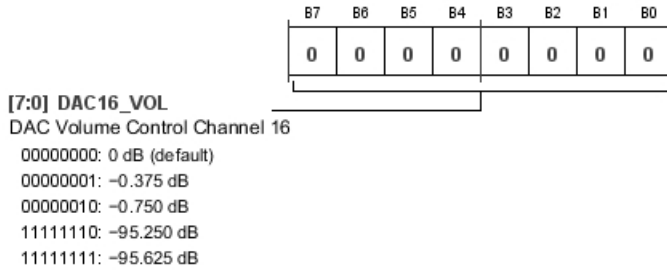 B7 B6 B5 B4 B3 B2 B1 B0
0 0 0 0 0 0 0 0
[7:0] DAC16_VOL
DAC Volume Control Channel 16
00000000: 0 dB (default)
00000001: −0.375 dB
00000010: −0.750 dB
11111110: −95.250 dB
11111111: −95.625 dB